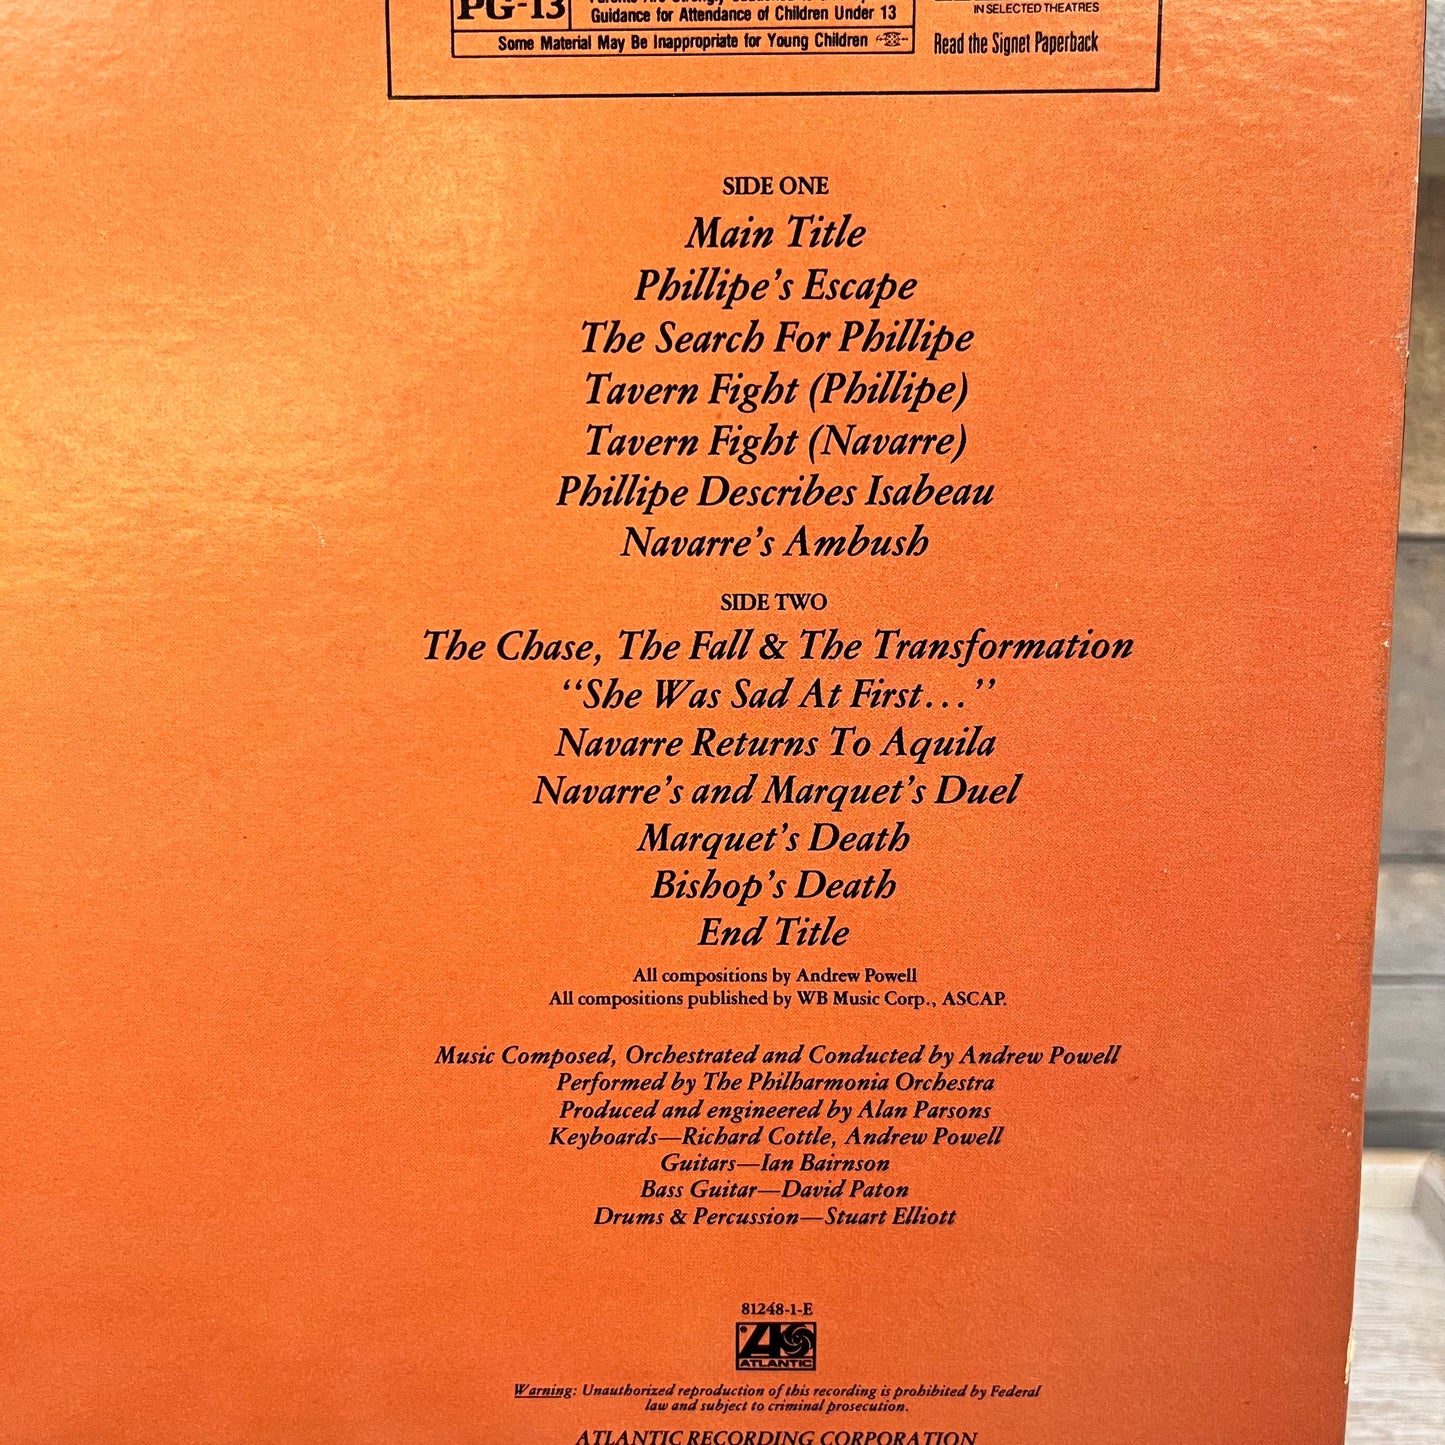 PG-13
Guidance for Attendance of Children Under 13
IN SELECTED THEATRES
Some Material May Be Inappropriate for Young Children
Read the Signet Paperback
SIDE ONE
Main Title
Phillipe's Escape
The Search For Phillipe
Tavern Fight (Phillipe)
Tavern Fight (Navarre)
Phillipe Describes Isabeau
Navarre's Ambush
SIDE TWO
The Chase, The Fall & The Transformation
“She Was Sad At First...”
Navarre Returns To Aquila
Navarre's and Marquet's Duel
Marquet's Death
Bishop's Death
End Title
All compositions by Andrew Powell
All compositions published by WB Music Corp., ASCAP.
Music Composed, Orchestrated and Conducted by Andrew Powell
Performed by The Philharmonia Orchestra
Produced and engineered by Alan Parsons
Keyboards—Richard Cottle, Andrew Powell
Guitars—Ian Bairnson
Bass Guitar—David Paton
Drums & Percussion—Stuart Elliott
81248-1-E
ATLANTIC
Warning: Unauthorized reproduction of this recording is prohibited by Federal
law and subject to criminal prosecution.
ATLANTIC RECORDING CORPORATION